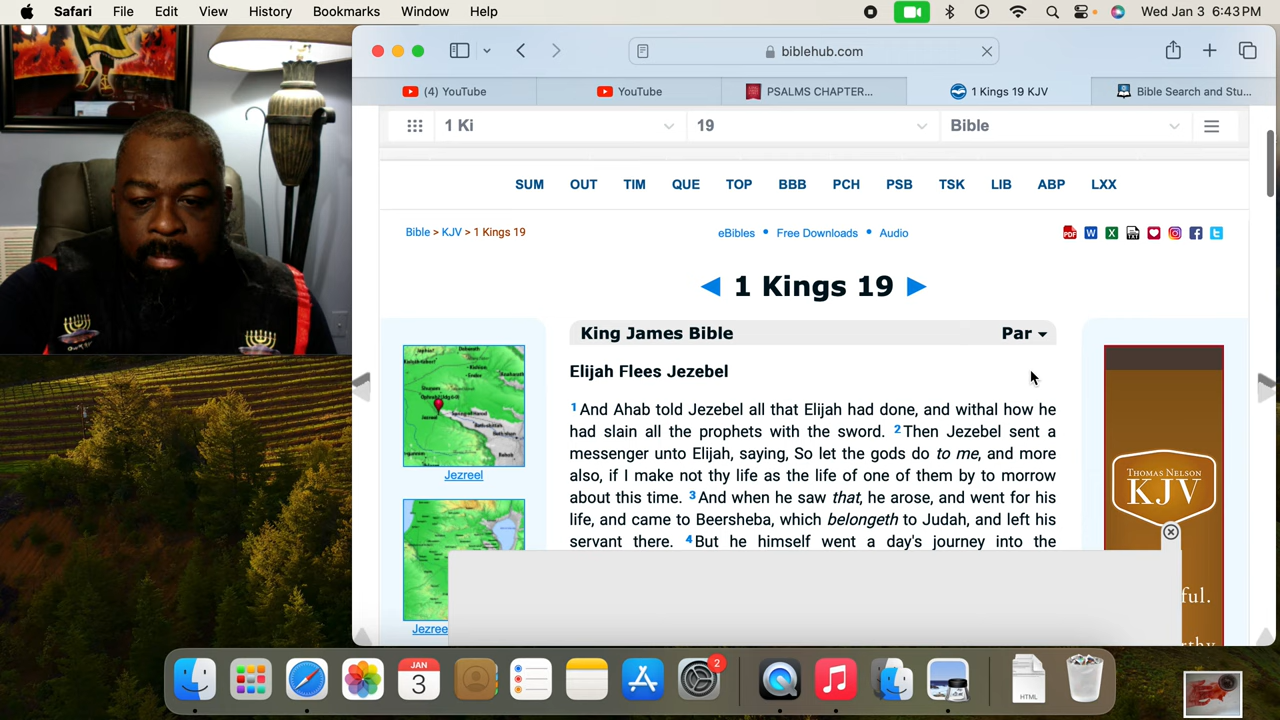 Safari File Edit View History Bookmarks Window Help Wed Jan 3 6:43 PM
biblehub.com
(4) YouTube YouTube PSALMS CHAPTER... 1 Kings 19 KJV Bible Search and Stu...
1 Ki 19 Bible
SUM OUT TIM QUE TOP BBB PCH PSB TSK LIB ABP LXX
Bible > KJV > 1 Kings 19 eBibles • Free Downloads • Audio
PDF W X TXT
◄ 1 Kings 19 ►
King James Bible Par
Elijah Flees Jezebel
1 And Ahab told Jezebel all that Elijah had done, and withal how he
had slain all the prophets with the sword. 2 Then Jezebel sent a
messenger unto Elijah, saying, So let the gods do to me, and more
also, if I make not thy life as the life of one of them by to morrow
about this time. 3 And when he saw that, he arose, and went for his
life, and came to Beersheba, which belongeth to Judah, and left his
servant there. 4 But he himself went a day's journey into the
Jezreel
Jezree
THOMAS NELSON
KJV
ful.
JAN
3
2
HTML